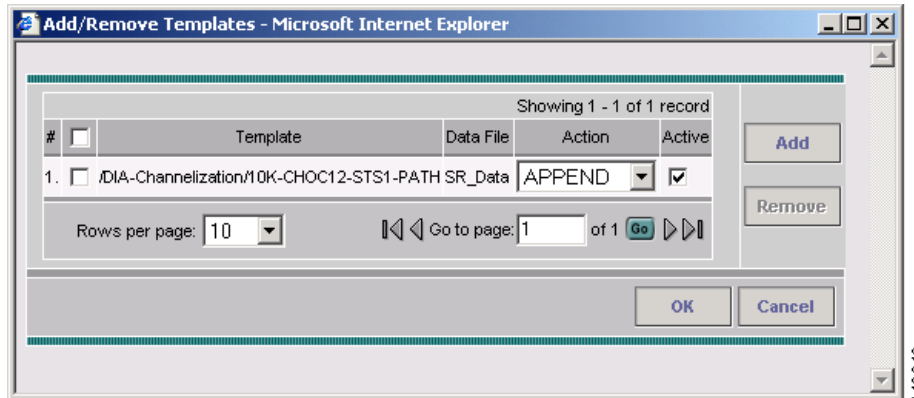 Add/Remove Templates - Microsoft Internet Explorer
Showing 1 - 1 of 1 record
# Template Data File Action Active
1. /DIA-Channelization/10K-CHOC12-STS1-PATH SR_Data APPEND
Add
Remove
Rows per page: 10 Go to page: 1 of 1 Go
OK Cancel